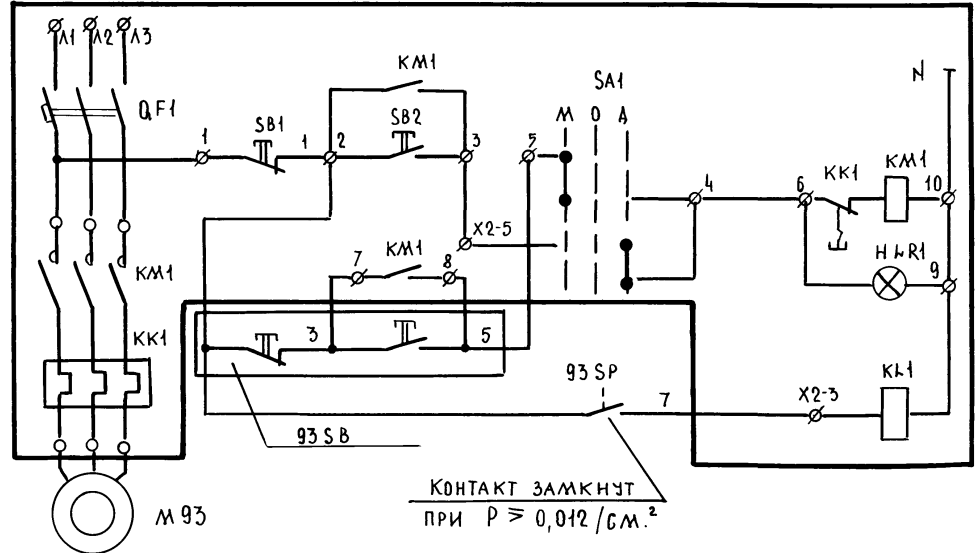 Л1 Л2 Л3
QF1
1
SB1
1
2
KM1
SB2
3
X2-5
5
SA1
М О А
4
6
KK1
KM1
10
N
HLR1
9
KM1
7
8
KM1
KK1
3
5
93 SB
93 SP
7
X2-3
KL1
КОНТАКТ ЗАМКНУТ
ПРИ P ≥ 0,012/СМ.²
М 93